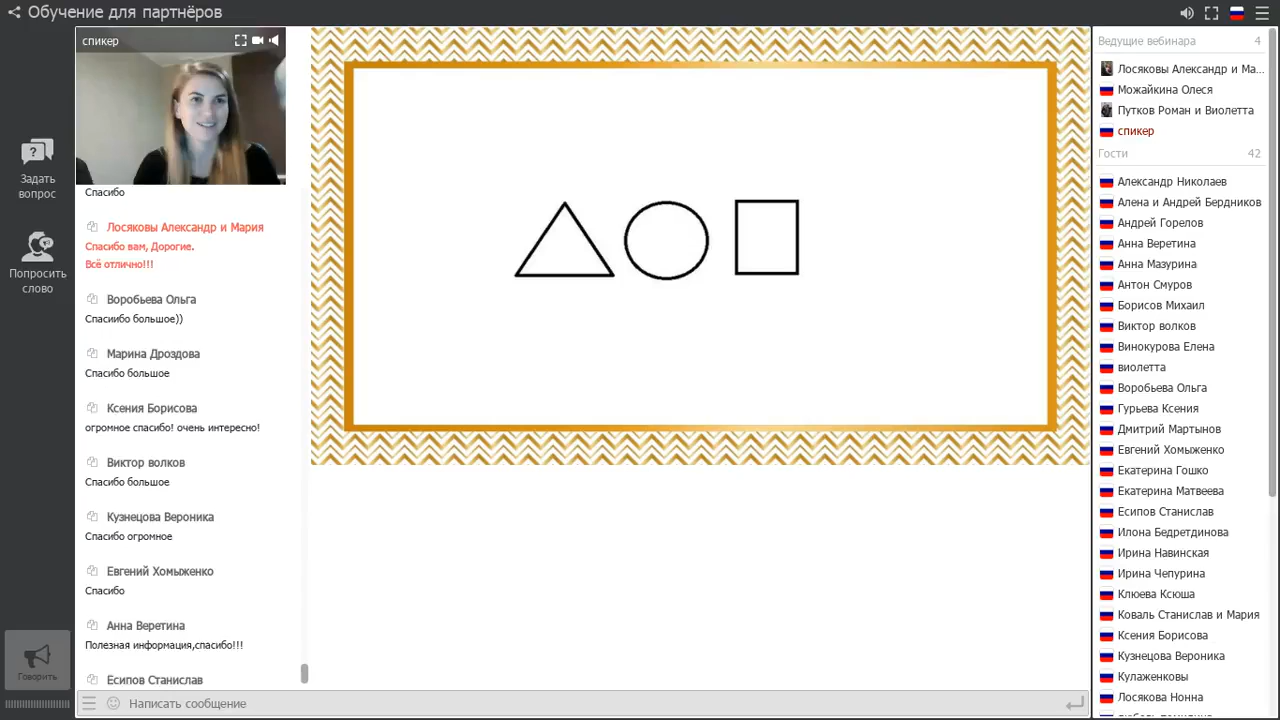 Обучение для партнёров
Задать
вопрос
Попросить
слово
Говорить
спикер
Спасибо
Лосяковы Александр и Мария
Спасибо вам, Дорогие.
Всё отлично!!!
Воробьева Ольга
Спасиибо большое))
Марина Дроздова
Спасибо большое
Ксения Борисова
огромное спасибо! очень интересно!
Виктор волков
Спасибо большое
Кузнецова Вероника
Спасибо огромное
Евгений Хомыженко
Спасибо
Анна Веретина
Полезная информация,спасибо!!!
Есипов Станислав
Написать сообщение
Ведущие вебинара 4
Лосяковы Александр и Ма...
Можайкина Олеся
Путков Роман и Виолетта
спикер
Гости 42
Александр Николаев
Алена и Андрей Бердников
Андрей Горелов
Анна Веретина
Анна Мазурина
Антон Смуров
Борисов Михаил
Виктор волков
Винокурова Елена
виолетта
Воробьева Ольга
Гурьева Ксения
Дмитрий Мартынов
Евгений Хомыженко
Екатерина Гошко
Екатерина Матвеева
Есипов Станислав
Илона Бедретдинова
Ирина Навинская
Ирина Чепурина
Клюева Ксюша
Коваль Станислав и Мария
Ксения Борисова
Кузнецова Вероника
Кулаженковы
Лосякова Нонна